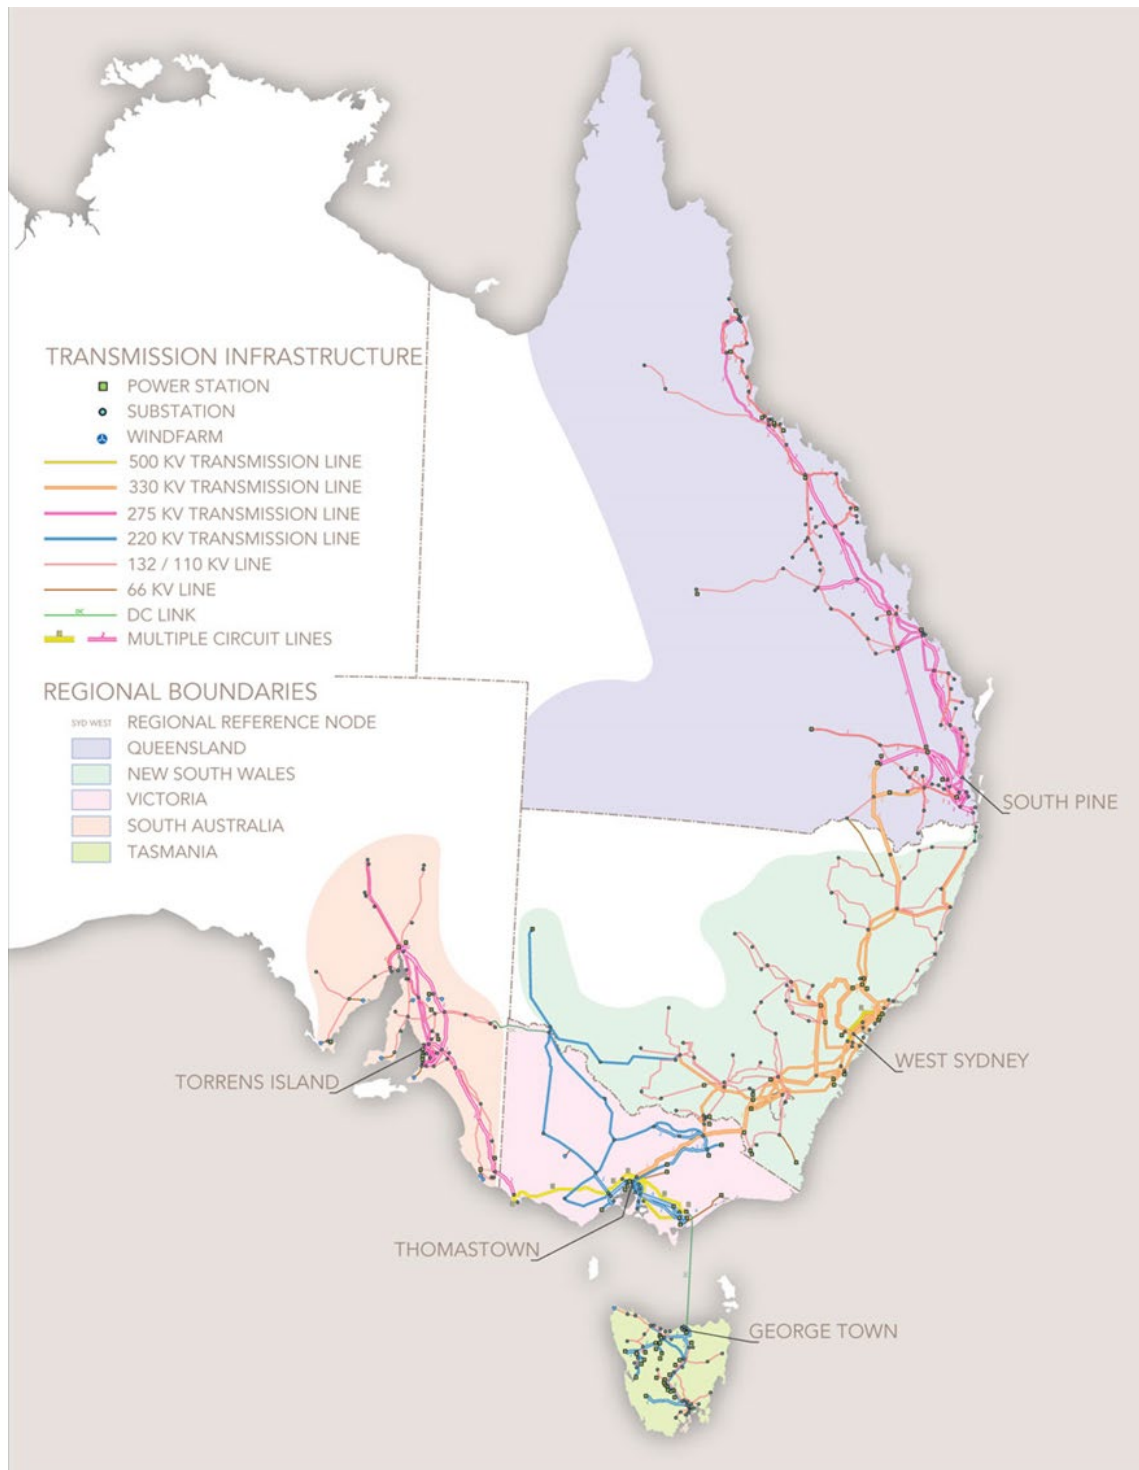 TRANSMISSION INFRASTRUCTURE
POWER STATION
SUBSTATION
WINDFARM
500 KV TRANSMISSION LINE
330 KV TRANSMISSION LINE
275 KV TRANSMISSION LINE
220 KV TRANSMISSION LINE
132 / 110 KV LINE
66 KV LINE
DC
DC LINK
MULTIPLE CIRCUIT LINES
REGIONAL BOUNDARIES
SYD WEST REGIONAL REFERENCE NODE
QUEENSLAND
NEW SOUTH WALES
VICTORIA
SOUTH AUSTRALIA
TASMANIA
SOUTH PINE
WEST SYDNEY
TORRENS ISLAND
THOMASTOWN
GEORGE TOWN